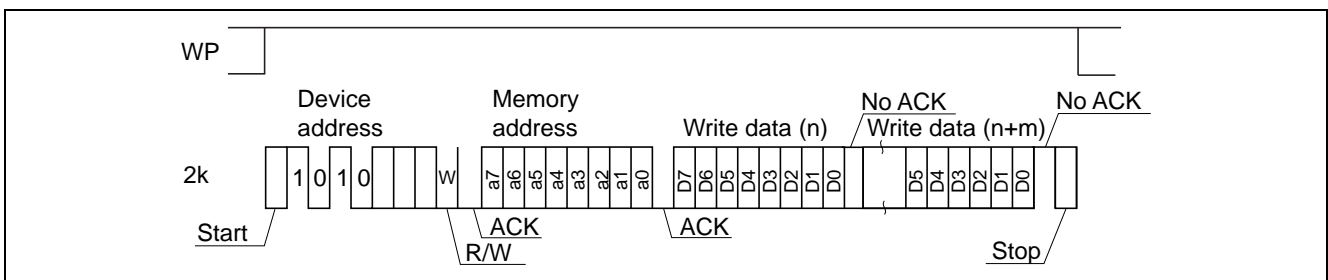 WP
Device address
Memory address
No ACK
No ACK
Write data (n)
Write data (n+m)
2k
1 0 1 0
W
a7 a6 a5 a4 a3 a2 a1 a0
D7 D6 D5 D4 D3 D2 D1 D0
D5 D4 D3 D2 D1 D0
Start
ACK
R/W
ACK
Stop